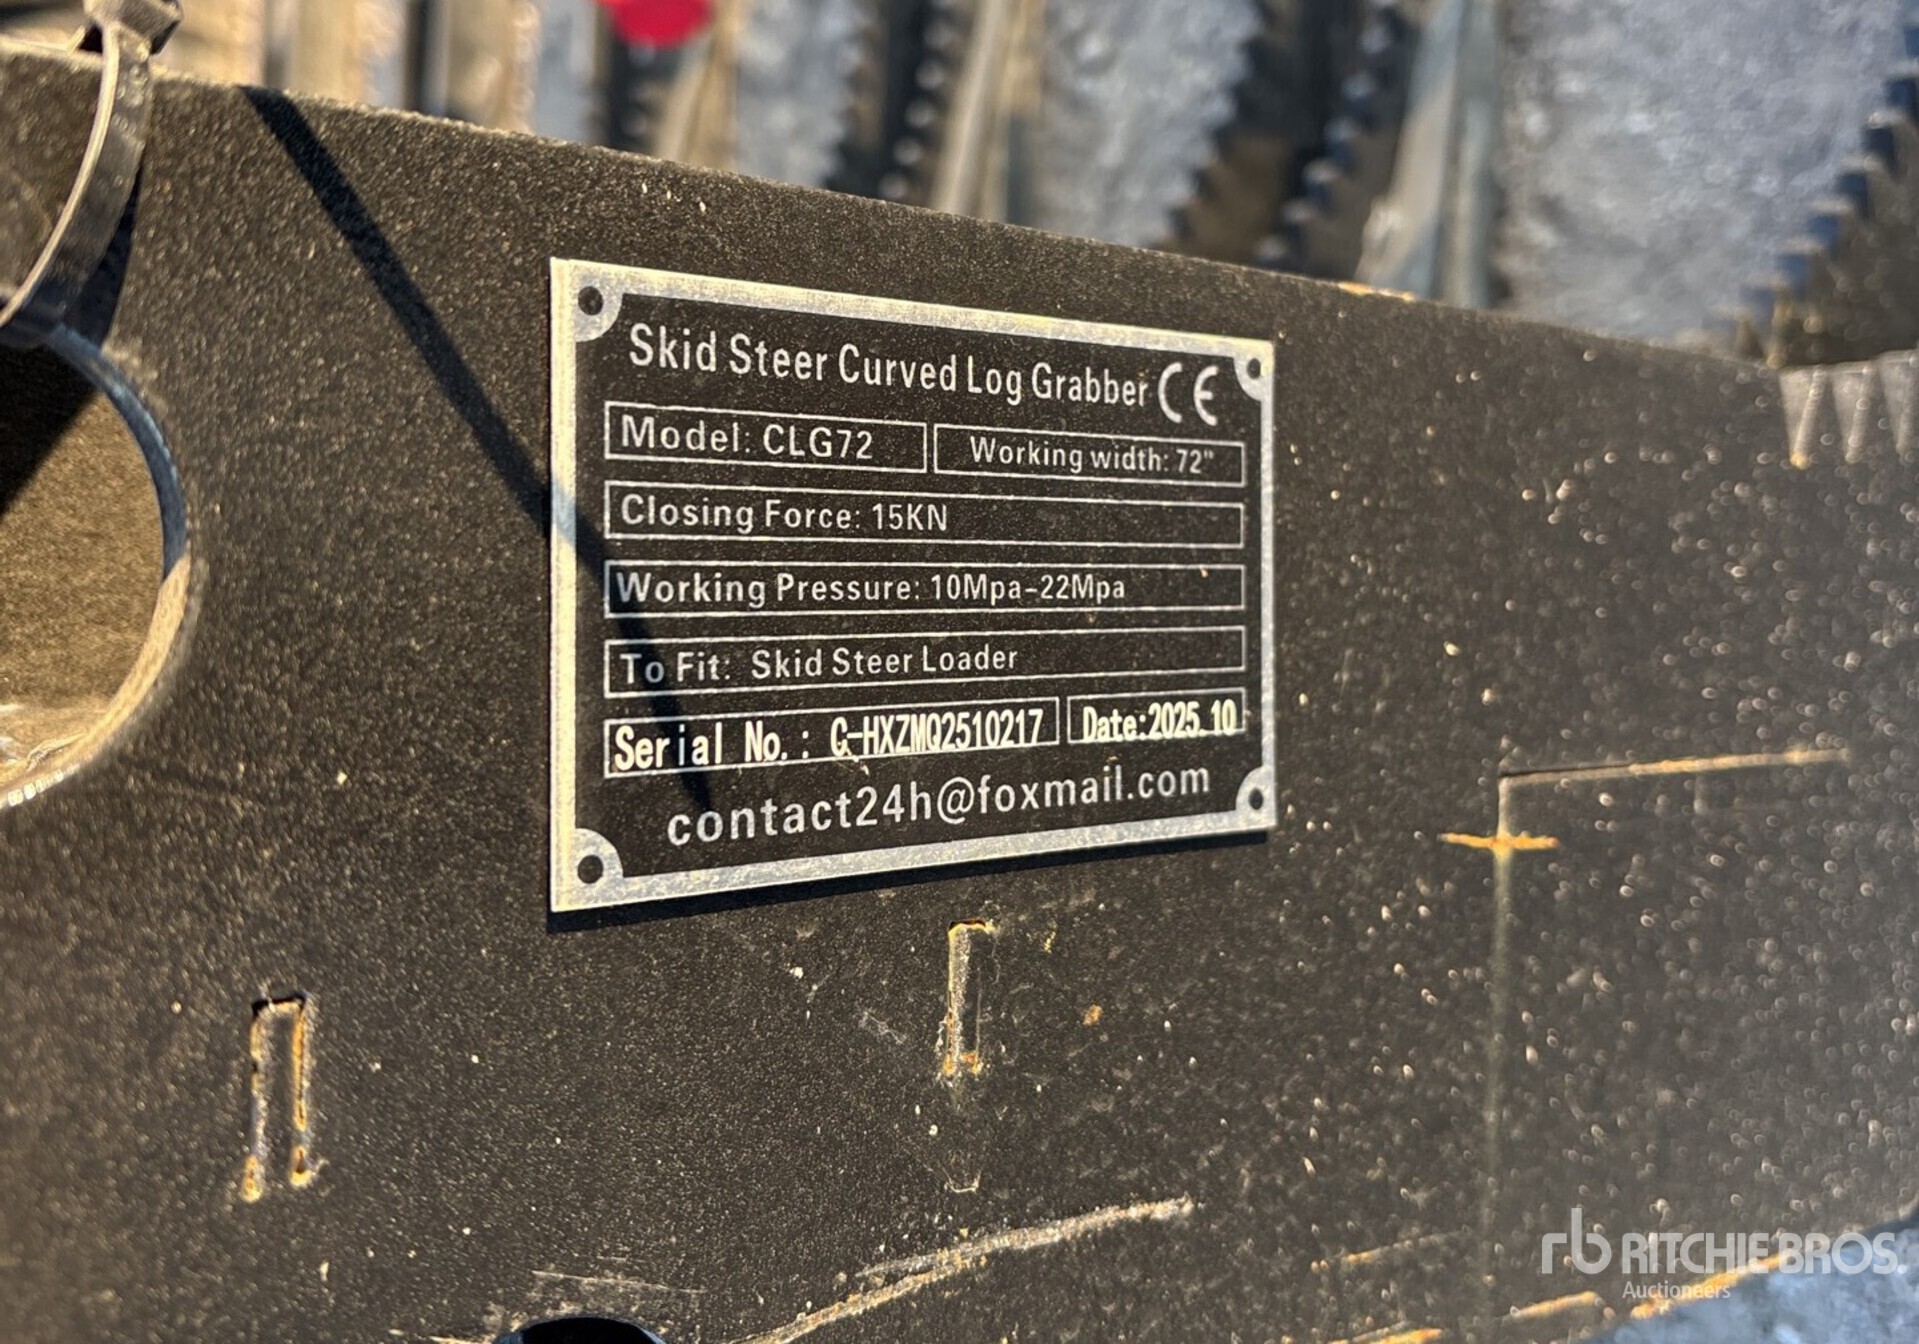 Skid Steer Curved Log Grabber CE
Model: CLG72 Working width: 72"
Closing Force: 15KN
Working Pressure: 10Mpa-22Mpa
To Fit: Skid Steer Loader
Serial No.: C-HXZMQ2510217 Date:2025.10
contact24h@foxmail.com
rb RITCHIE BROS.
Auctioneers